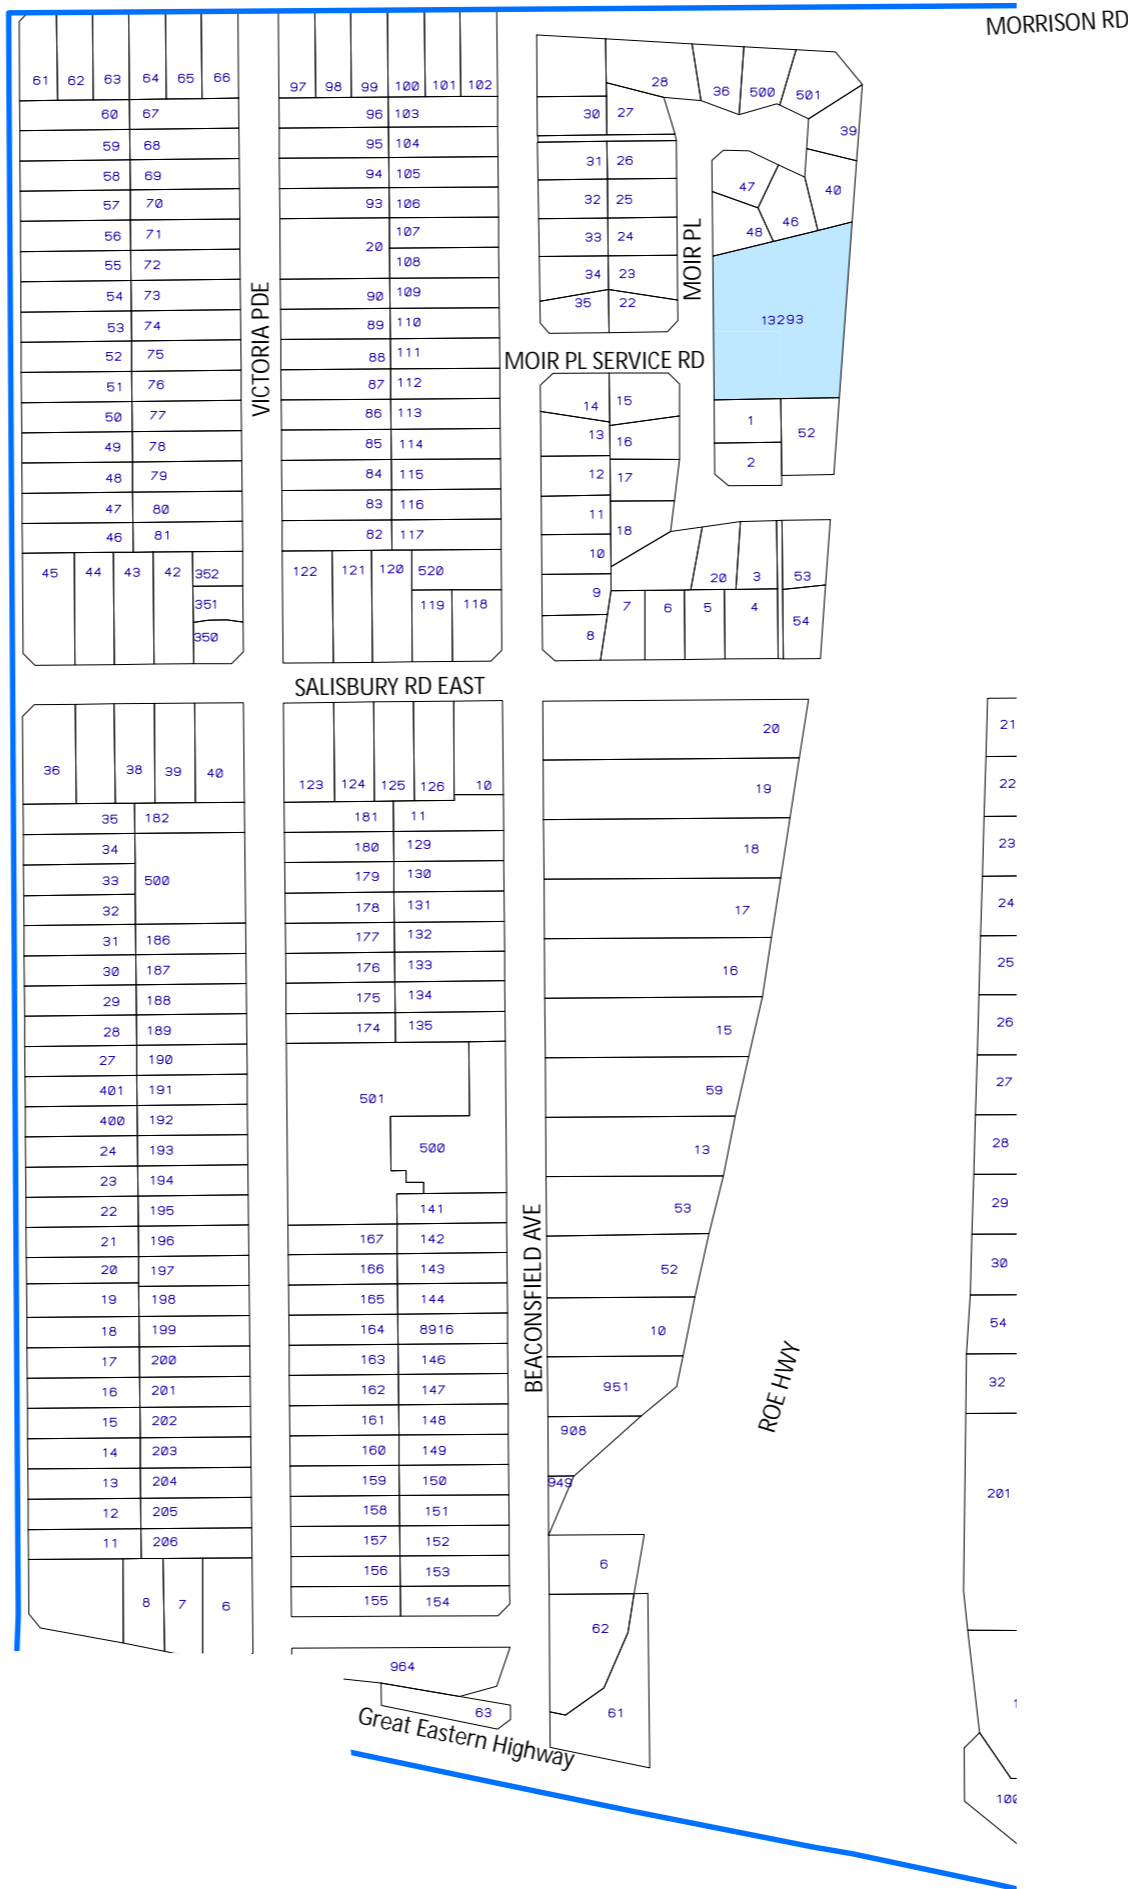 MORRISON RD
61 62 63 64 65 66 97 98 99 100 101 102 28 36 500 501
60 67 96 103 30 27 39
59 68 95 104 31 26
58 69 94 105 47 40
57 70 93 106 32 25 46
56 71 20 107 33 24 48
55 72 108 34 23
54 73 90 109 35 22
MOIR PL
VICTORIA PDE
13293
53 74 89 110
52 75 88 111
MOIR PL SERVICE RD
51 76 87 112
50 77 86 113 14 15 1 52
49 78 85 114 13 16 2
48 79 84 115 12 17
47 80 83 116 11 18
46 81 82 117 10
45 44 43 42 352 122 121 120 520 9 20 3 53
351 119 118 7 6 5 4 54
350 8
SALISBURY RD EAST
36 38 39 40 123 124 125 126 10 20 21
35 182 181 11 19 22
34 180 129 18 23
33 500 179 130
32 178 131 17 24
31 186 177 132
30 187 176 133 16 25
29 188 175 134
28 189 174 135 15 26
27 190
401 191 501 59 27
400 192
24 193 500 13 28
23 194
22 195 141 53 29
21 196 167 142
20 197 166 143 52 30
19 198 165 144
18 199 164 8916 10 54
BEACONSFIELD AVE
ROE HWY
17 200 163 146
16 201 162 147 951 32
15 202 161 148 908
14 203 160 149
13 204 159 150 949 201
12 205 158 151
11 206 157 152
156 153 6
8 7 6 155 154 62
964
63 61
Great Eastern Highway